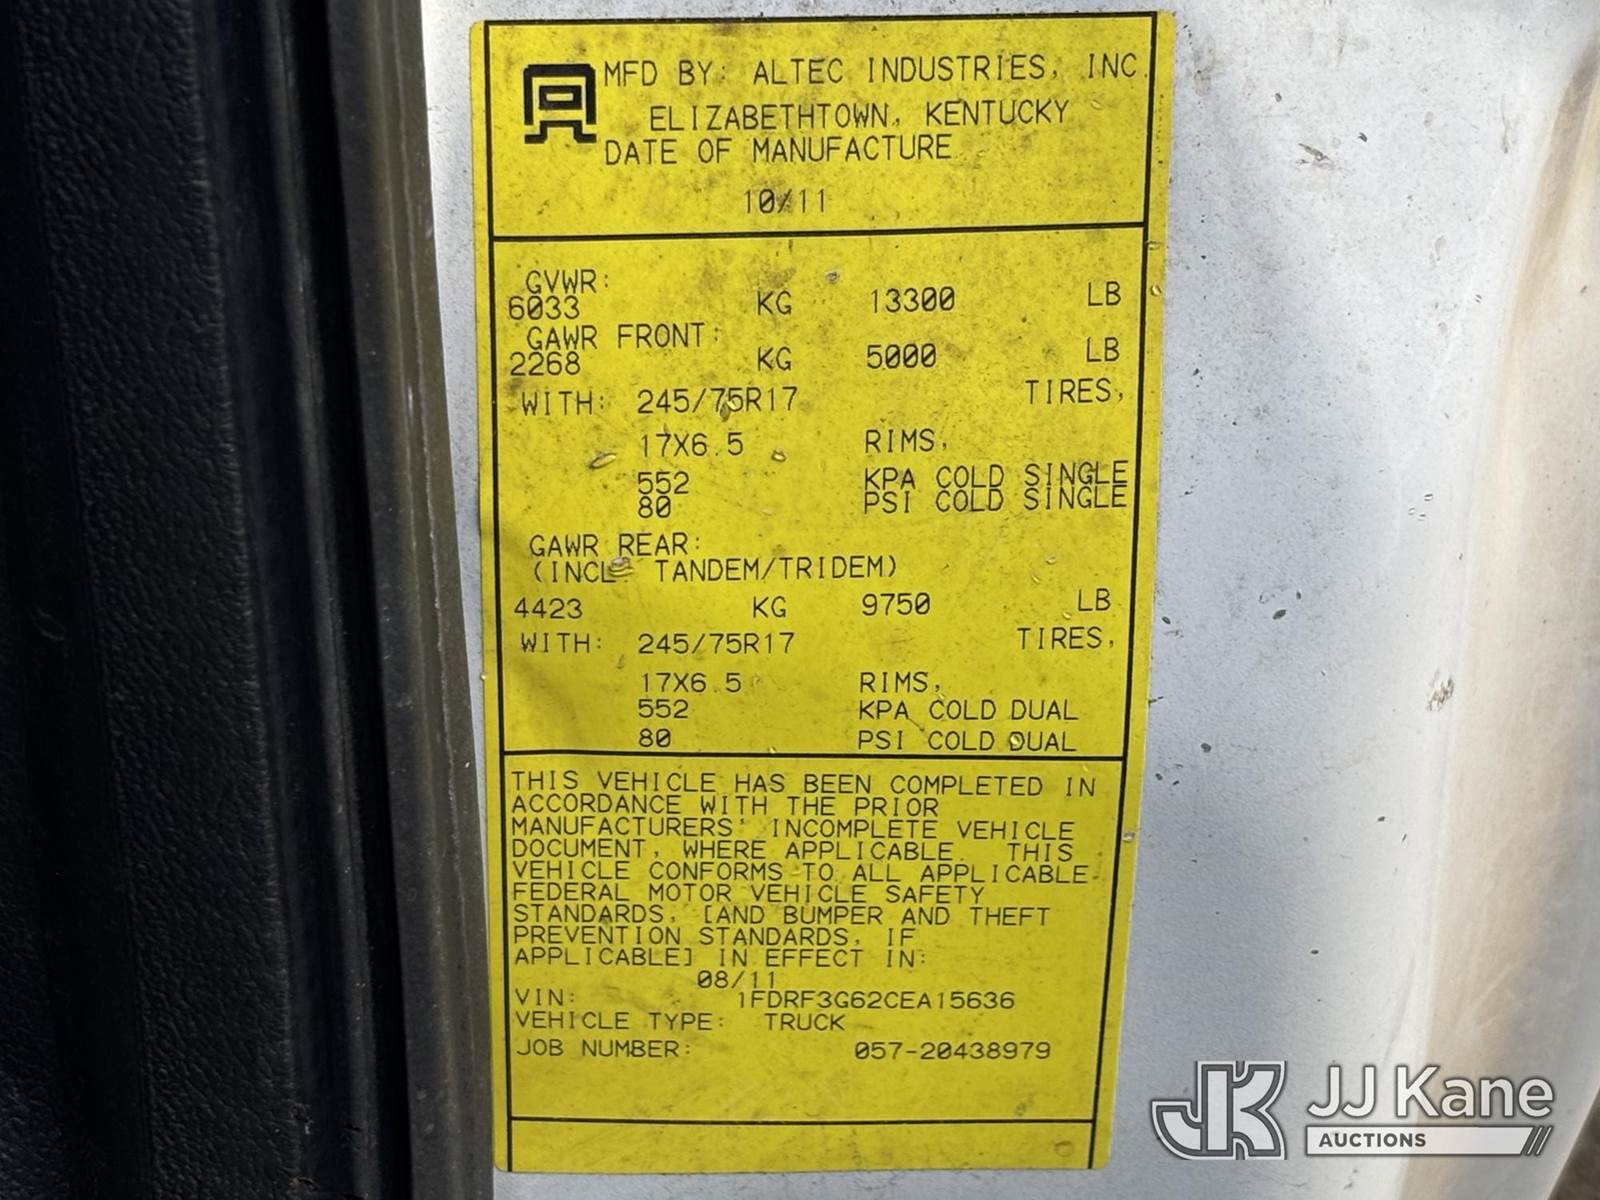 MFD BY: ALTEC INDUSTRIES, INC.
ELIZABETHTOWN, KENTUCKY
DATE OF MANUFACTURE
10/11
GVWR:
6033 KG 13300 LB
GAWR FRONT:
2268 KG 5000 LB
WITH: 245/75R17 TIRES,
17X6.5 RIMS,
552 KPA COLD SINGLE
80 PSI COLD SINGLE
GAWR REAR:
(INCL. TANDEM/TRIDEM)
4423 KG 9750 LB
WITH: 245/75R17 TIRES,
17X6.5 RIMS,
552 KPA COLD DUAL
80 PSI COLD DUAL
THIS VEHICLE HAS BEEN COMPLETED IN
ACCORDANCE WITH THE PRIOR
MANUFACTURERS' INCOMPLETE VEHICLE
DOCUMENT, WHERE APPLICABLE. THIS
VEHICLE CONFORMS TO ALL APPLICABLE
FEDERAL MOTOR VEHICLE SAFETY
STANDARDS, [AND BUMPER AND THEFT
PREVENTION STANDARDS, IF
APPLICABLE] IN EFFECT IN:
08/11
VIN: 1FDRF3G62CEA15636
VEHICLE TYPE: TRUCK
JOB NUMBER: 057-20438979
JK JJ Kane
AUCTIONS